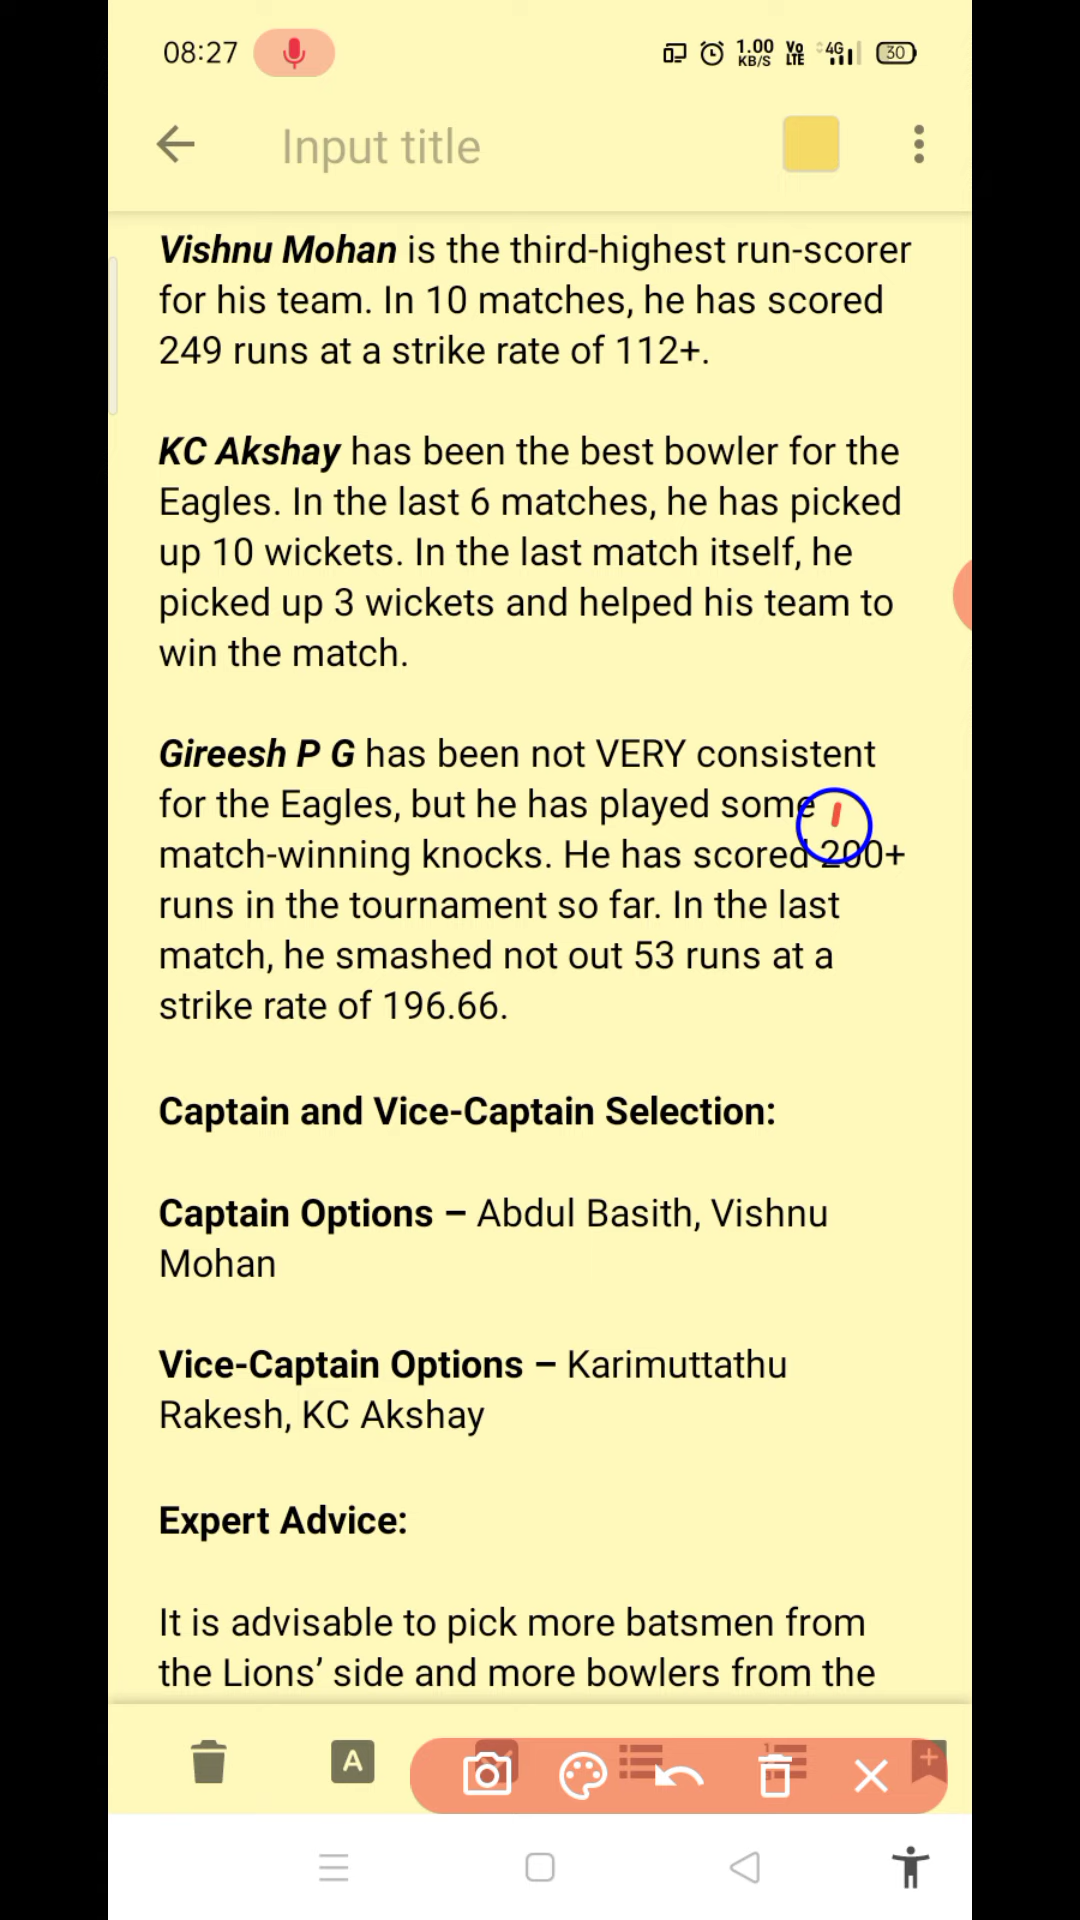 08:27
1.00
KB/S
Vo
LTE
4G
30
Input title
Vishnu Mohan is the third-highest run-scorer
for his team. In 10 matches, he has scored
249 runs at a strike rate of 112+.
KC Akshay has been the best bowler for the
Eagles. In the last 6 matches, he has picked
up 10 wickets. In the last match itself, he
picked up 3 wickets and helped his team to
win the match.
Gireesh P G has been not VERY consistent
for the Eagles, but he has played some
match-winning knocks. He has scored 200+
runs in the tournament so far. In the last
match, he smashed not out 53 runs at a
strike rate of 196.66.
Captain and Vice-Captain Selection:
Captain Options – Abdul Basith, Vishnu
Mohan
Vice-Captain Options – Karimuttathu
Rakesh, KC Akshay
Expert Advice:
It is advisable to pick more batsmen from
the Lions’ side and more bowlers from the
A